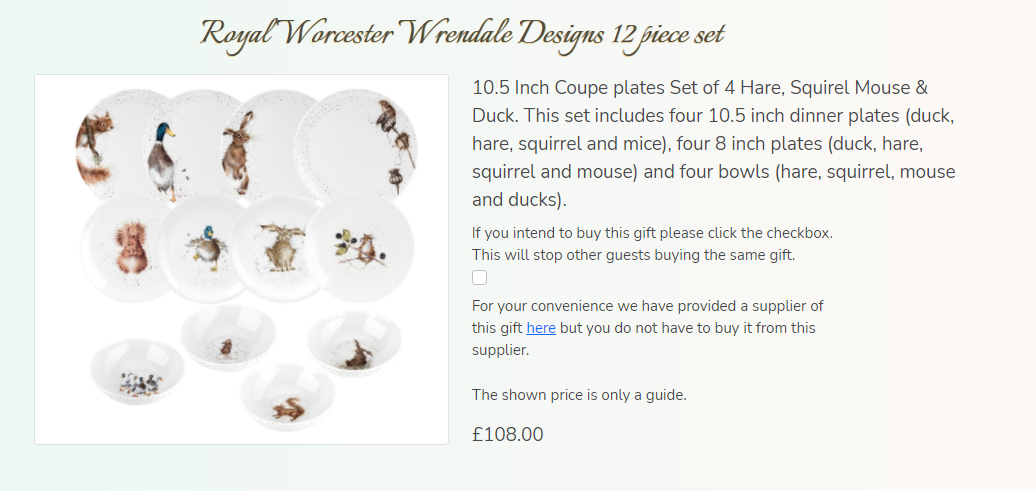 Royal Worcester Wrendale Designs 12 piece set
10.5 Inch Coupe plates Set of 4 Hare, Squirel Mouse &
Duck. This set includes four 10.5 inch dinner plates (duck,
hare, squirrel and mice), four 8 inch plates (duck, hare,
squirrel and mouse) and four bowls (hare, squirrel, mouse
and ducks).
If you intend to buy this gift please click the checkbox.
This will stop other guests buying the same gift.
For your convenience we have provided a supplier of
this gift here but you do not have to buy it from this
supplier.
The shown price is only a guide.
£108.00